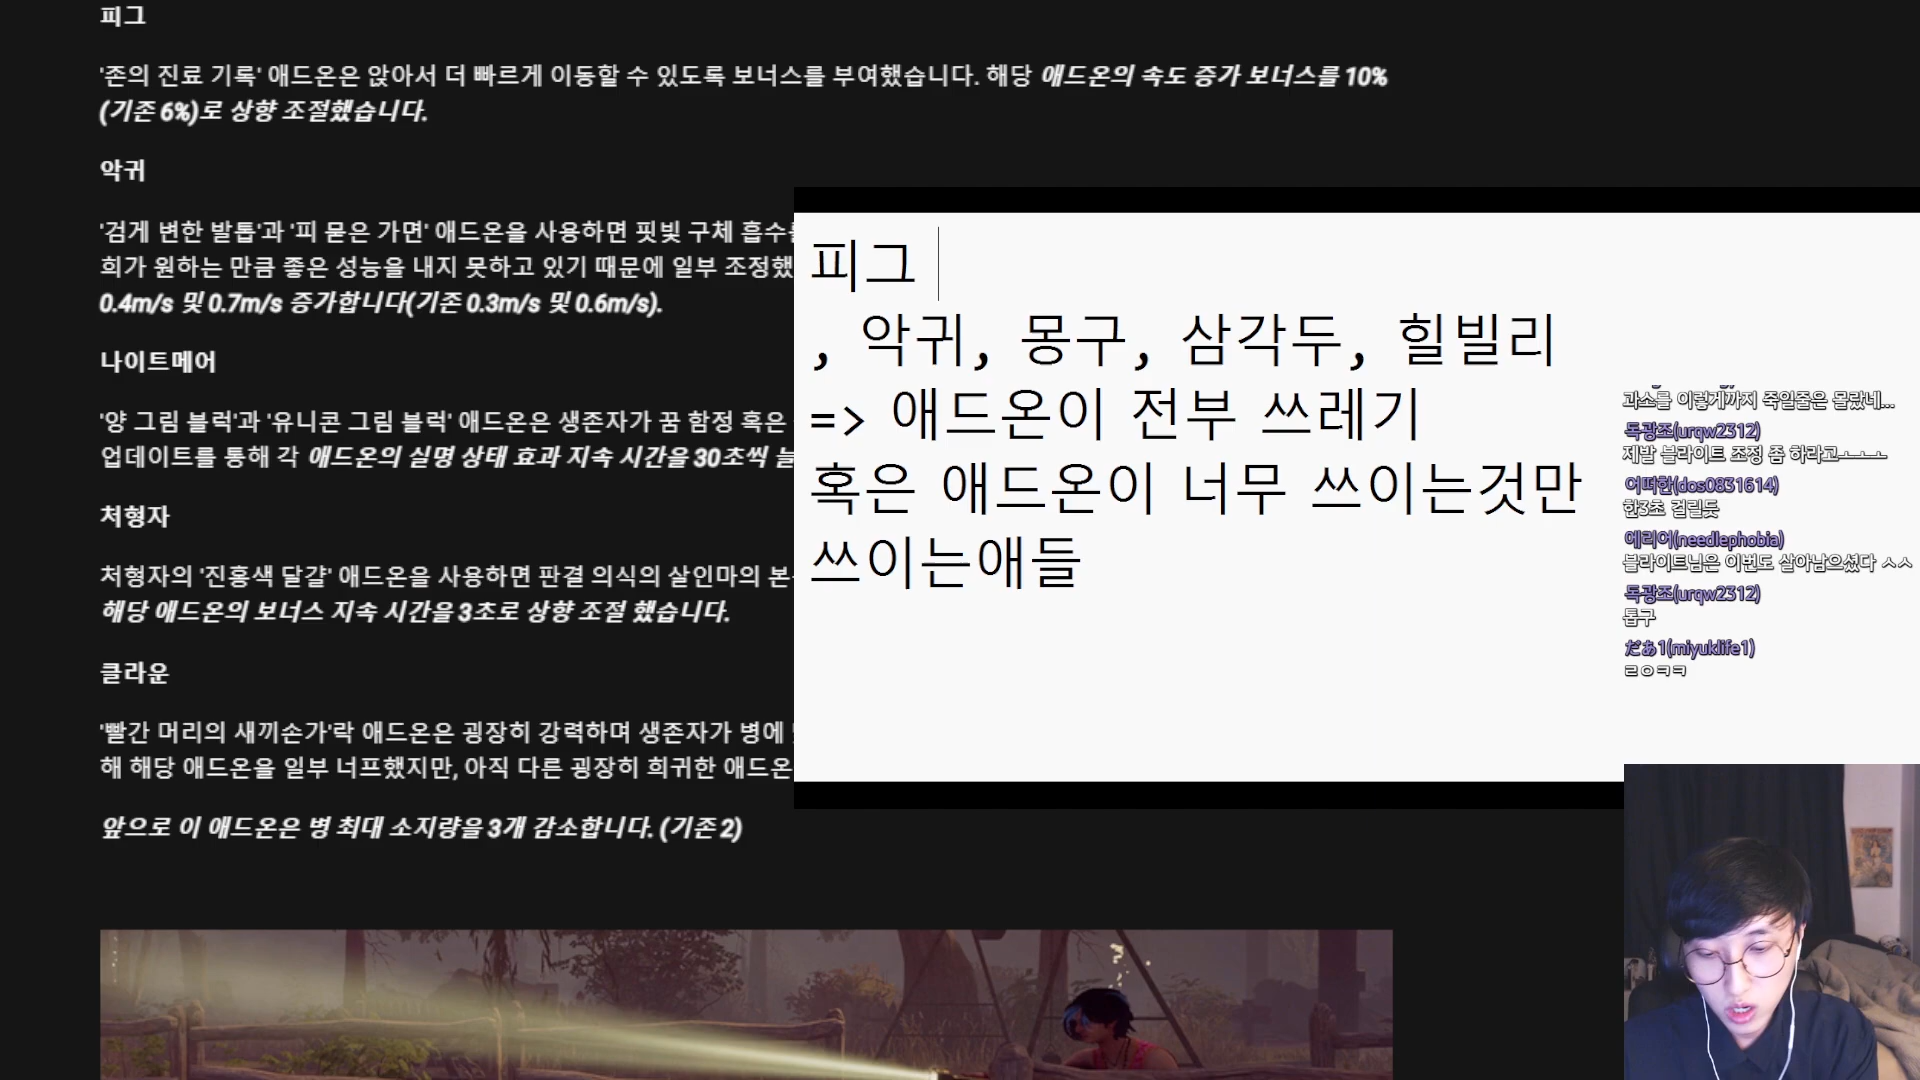 피그
'존의 진료 기록' 애드온은 앉아서 더 빠르게 이동할 수 있도록 보너스를 부여했습니다. 해당 애드온의 속도 증가 보너스를 10%
(기존 6%)로 상향 조절했습니다.
악귀
'검게 변한 발톱'과 '피 묻은 가면' 애드온을 사용하면 핏빛 구체
희가 원하는 만큼 좋은 성능을 내지 못하고 있기 때문에 일부
0.4m/s 및 0.7m/s 증가합니다(기존 0.3m/s 및 0.6m/s).
나이트메어
'양 그림 블럭'과 '유니콘 그림 블럭' 애드온은 생존자가 꿈 함정 혹은
업데이트를 통해 각 애드온의 실명 상태 효과 지속 시간을 30초씩
처형자
처형자의 '진홍색 달걀' 애드온을 사용하면 판결 의식의 살인마의
해당 애드온의 보너스 지속 시간을 3초로 상향 조절 했습니다.
클라운
'빨간 머리의 새끼손가'락 애드온은 굉장히 강력하며 생존자가 병에
해 해당 애드온을 일부 너프했지만, 아직 다른 굉장히 희귀한 애드온
앞으로 이 애드온은 병 최대 소지량을 3개 감소합니다. (기존 2)
피그
, 악귀, 몽구, 삼각두, 힐빌리
=> 애드온이 전부 쓰레기
혹은 애드온이 너무 쓰이는것만
쓰이는애들
과소를 이렇게까지 죽일줄은 몰랐네...
독광조(urqw2312)
제발 블라이트 조정 좀 하라고ㅡㅡㅡㅡ
어떡한(dos0831614)
한3초 걸릴듯
예리어(needlephobia)
블라이트님은 이번도 살아남으셨다 ㅅㅅ
독광조(urqw2312)
톱구
だぁ1(miyuklife1)
ㄹㅇㅋㅋ